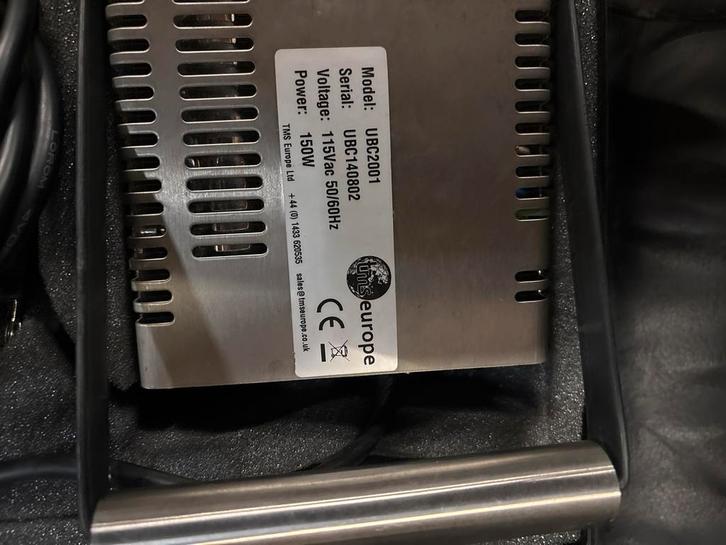 Model: UBC2001
Serial: UBC140802
Voltage: 115Vac 50/60Hz
Power: 150W
TMS Europe Ltd +44 (0) 1433 620535 sales@tmseurope.co.uk
tms europe
CE